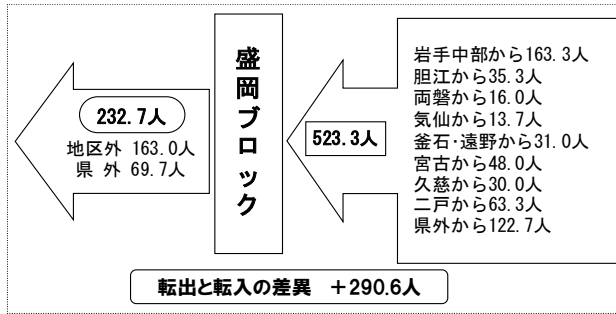 盛岡ブロック
232.7人
地区外 163.0人
県 外 69.7人
523.3人
岩手中部から163.3人
胆江から35.3人
両磐から16.0人
気仙から13.7人
釜石・遠野から31.0人
宮古から48.0人
久慈から30.0人
二戸から63.3人
県外から122.7人
転出と転入の差異 +290.6人